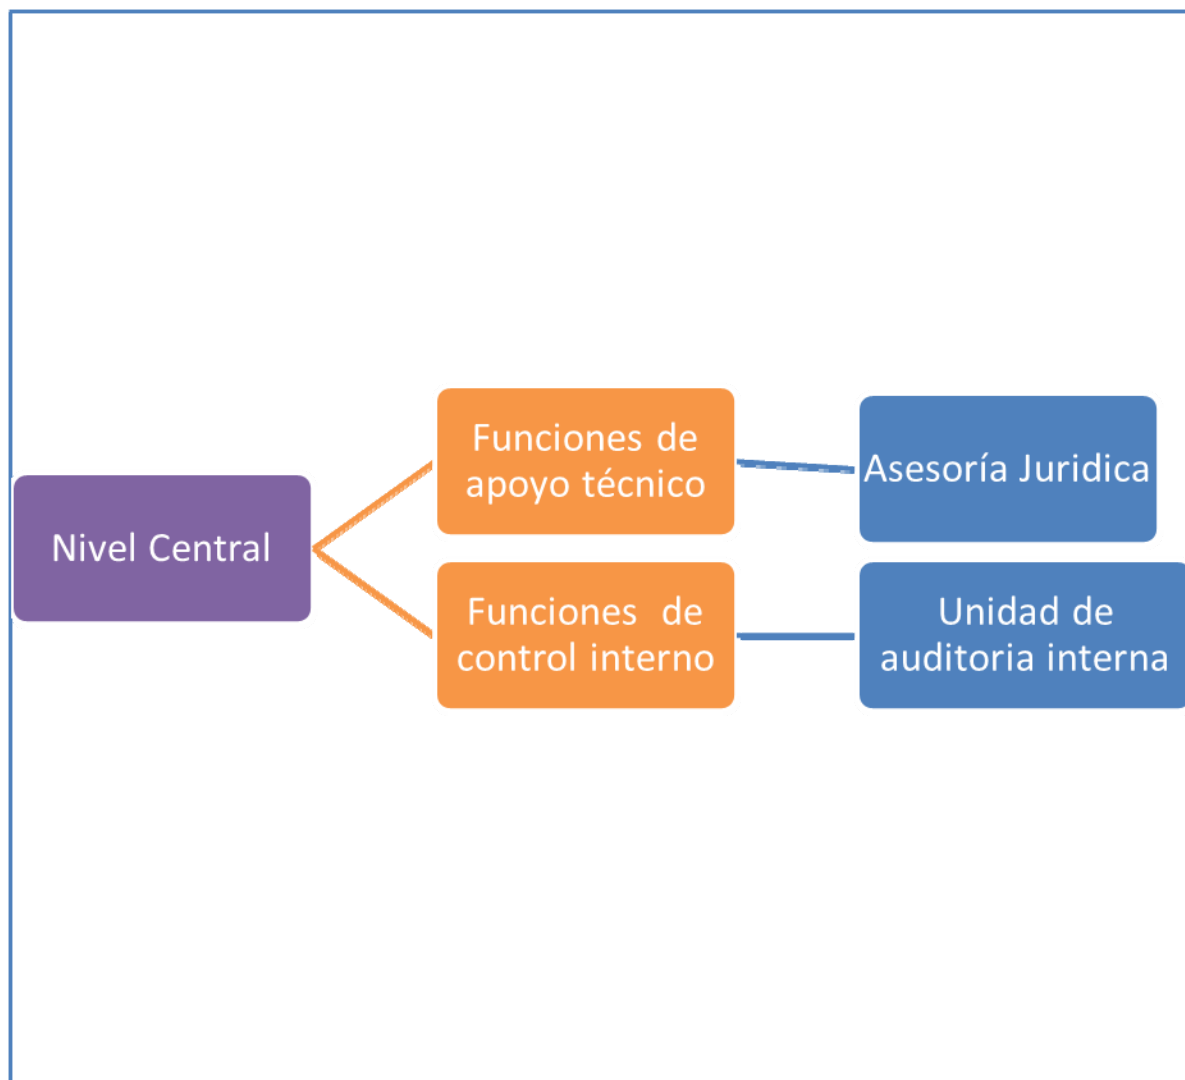 Nivel Central
Funciones de
apoyo técnico
Asesoría Juridica
Funciones de
control interno
Unidad de
auditoria interna